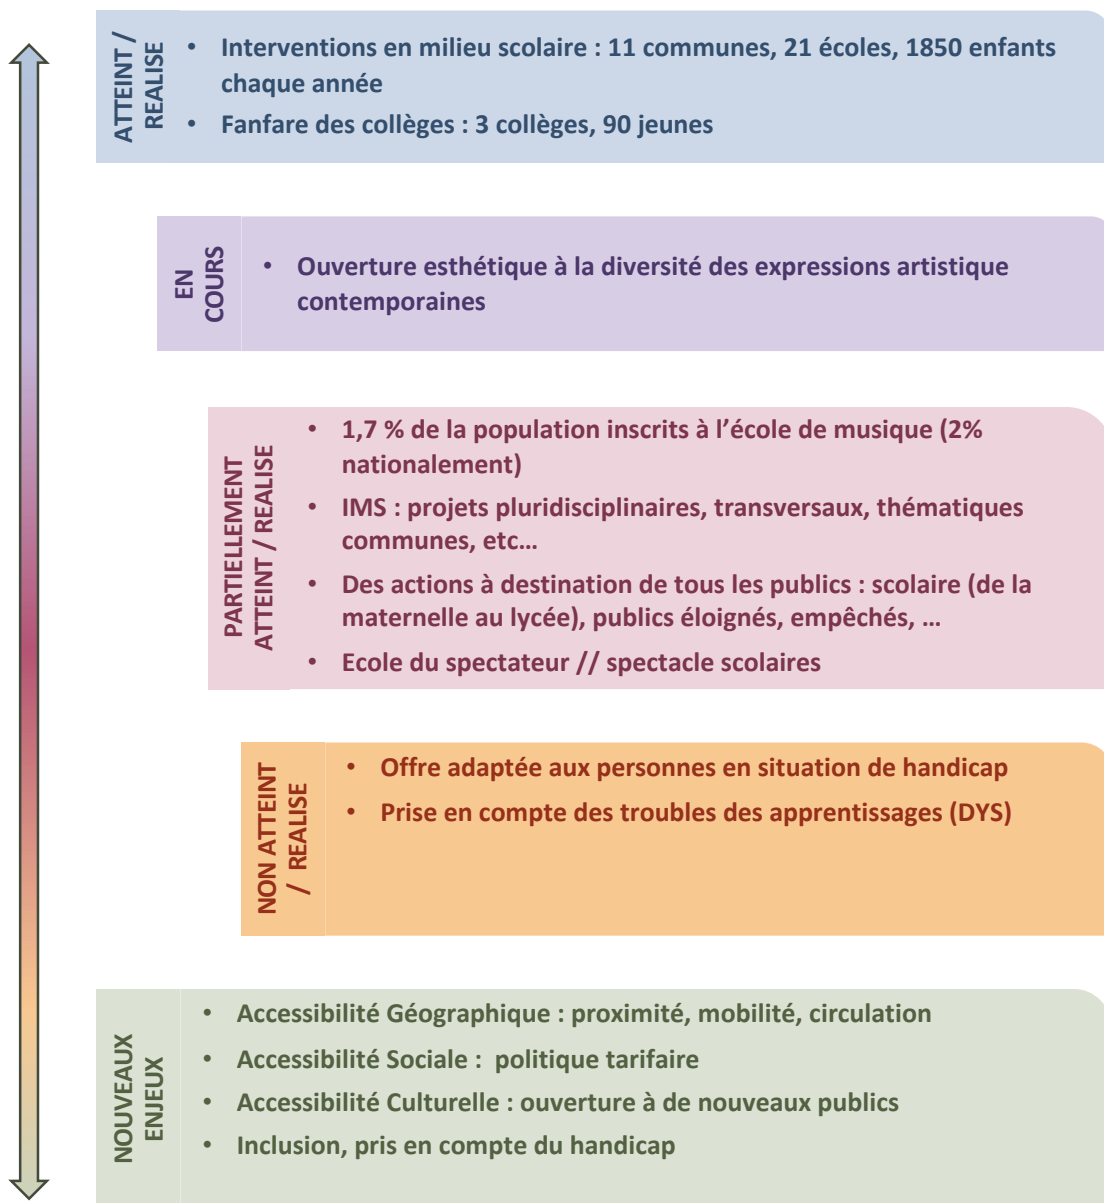 ATTEINT /
REALISE
• Interventions en milieu scolaire : 11 communes, 21 écoles, 1850 enfants
chaque année
• Fanfare des collèges : 3 collèges, 90 jeunes
EN
COURS
• Ouverture esthétique à la diversité des expressions artistique
contemporaines
PARTIELLEMENT
ATTEINT / REALISE
• 1,7 % de la population inscrits à l’école de musique (2%
nationalement)
• IMS : projets pluridisciplinaires, transversaux, thématiques
communes, etc…
• Des actions à destination de tous les publics : scolaire (de la
maternelle au lycée), publics éloignés, empêchés, …
• Ecole du spectateur // spectacle scolaires
NON ATTEINT
/ REALISE
• Offre adaptée aux personnes en situation de handicap
• Prise en compte des troubles des apprentissages (DYS)
NOUVEAUX
ENJEUX
• Accessibilité Géographique : proximité, mobilité, circulation
• Accessibilité Sociale : politique tarifaire
• Accessibilité Culturelle : ouverture à de nouveaux publics
• Inclusion, pris en compte du handicap